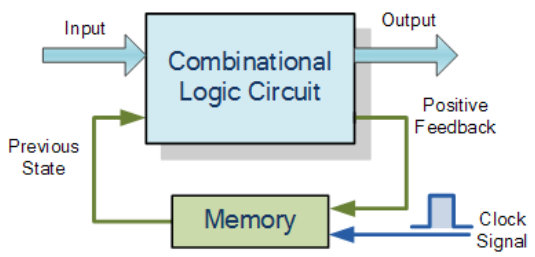 Input
Output
Combinational
Logic Circuit
Positive
Feedback
Previous
State
Memory
Clock
Signal